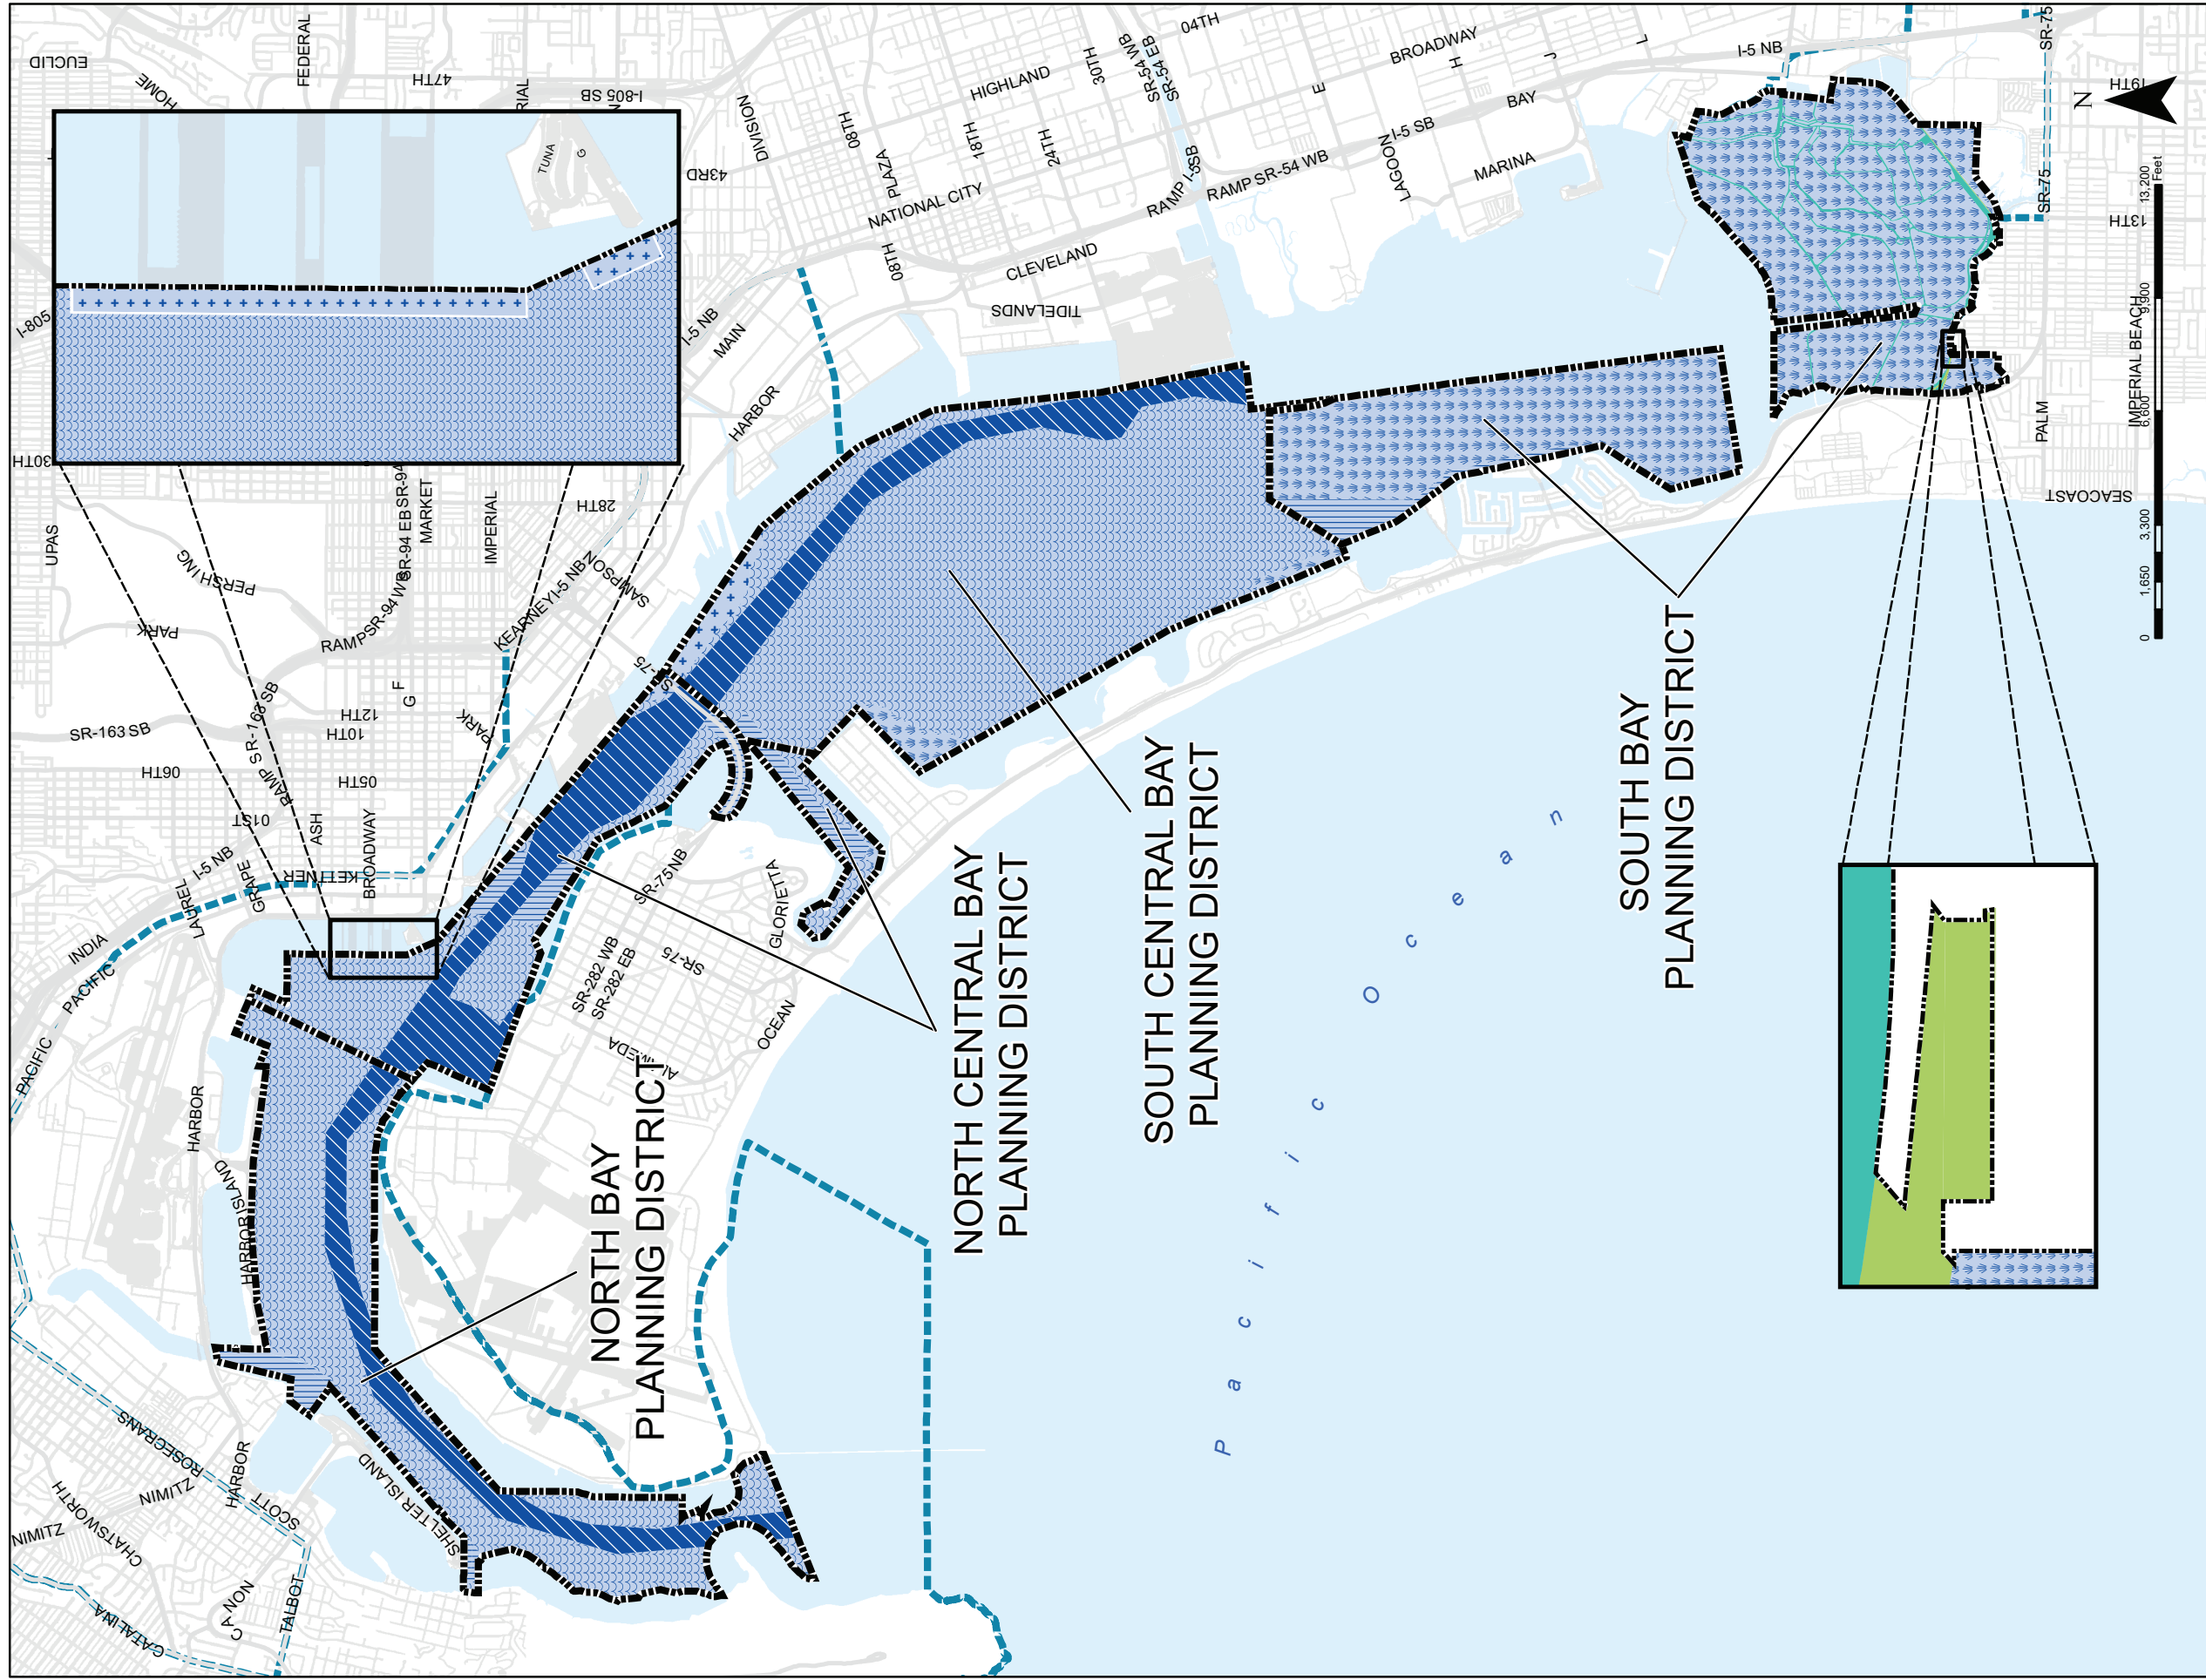 NORTH BAY
PLANNING DISTRICT
NORTH CENTRAL BAY
PLANNING DISTRICT
SOUTH CENTRAL BAY
PLANNING DISTRICT
SOUTH BAY
PLANNING DISTRICT
Pacific Ocean
N
0 1,650 3,300 6,600 9,900 13,200
Feet
EUCLID
HOME
FEDERAL
47TH
I-805 SB
I-805
43RD
30TH
DIVISION
08TH
PLAZA
HIGHLAND
18TH
24TH
30TH
SR-54 WB
SR-54 EB
04TH
BROADWAY
E
H
J
L
I-5 NB
BAY
I-5 SB
NATIONAL CITY
08TH
CLEVELAND
TIDELANDS
RAMP I-5SB
RAMP SR-54 WB
LAGOON
MARINA
SR-75
19TH
SR-75
13TH
IMPERIAL BEACH
PALM
SEACOAST
TUNA
G
I-5 NB
MAIN
HARBOR
28TH
UPAS
PERSHING
PARK
RAMP
SR-94 WB
SR-94 EB
SR-94
MARKET
IMPERIAL
KEARNEY
I-5 NB
SAMPSON
SR-163 SB
RAMP SR-163 SB
12TH
10TH
G
F
PARK
06TH
05TH
01ST
ASH
BROADWAY
KETTNER
I-5 NB
GRAPE
LAUREL
INDIA
PACIFIC
PACIFIC
HARBOR
HARBOR ISLAND
HARBOR ISLAND
SR-75 NB
GLORIETTA
SR-282 WB
SR-282 EB
SR-75
ALAMEDA
OCEAN
ROSECRANS
NIMITZ
NIMITZ
CHATSWORTH
HARBOR
SCOTT
SHELTER ISLAND
CANON
TALBOT
CATALINA